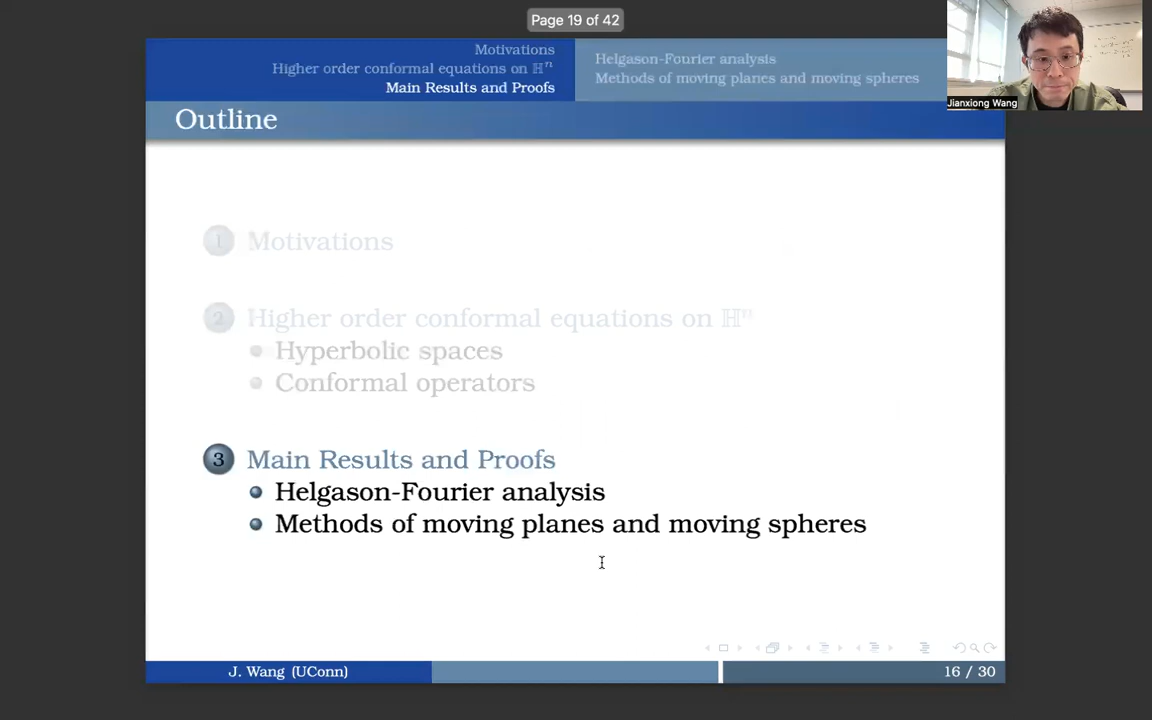 Page 19 of 42
Motivations
Higher order conformal equations on ℍⁿ
Main Results and Proofs
Helgason-Fourier analysis
Methods of moving planes and moving spheres
Jianxiong Wang
Outline
1 Motivations
2 Higher order conformal equations on ℍⁿ
Hyperbolic spaces
Conformal operators
3 Main Results and Proofs
Helgason-Fourier analysis
Methods of moving planes and moving spheres
J. Wang (UConn)
16 / 30